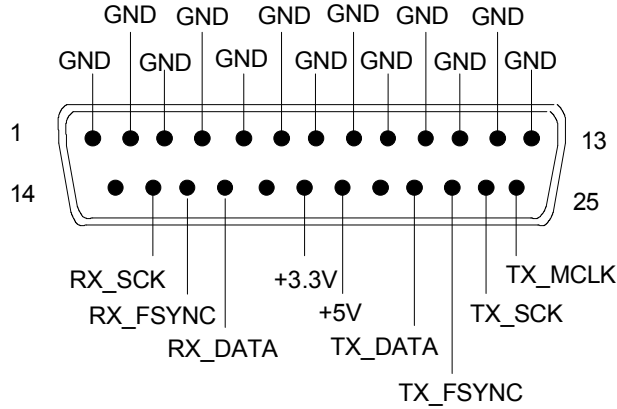 GND GND GND GND GND GND
GND GND GND GND GND GND GND
1 13
14 25
RX_SCK +3.3V TX_MCLK
RX_FSYNC +5V TX_SCK
RX_DATA TX_DATA
TX_FSYNC